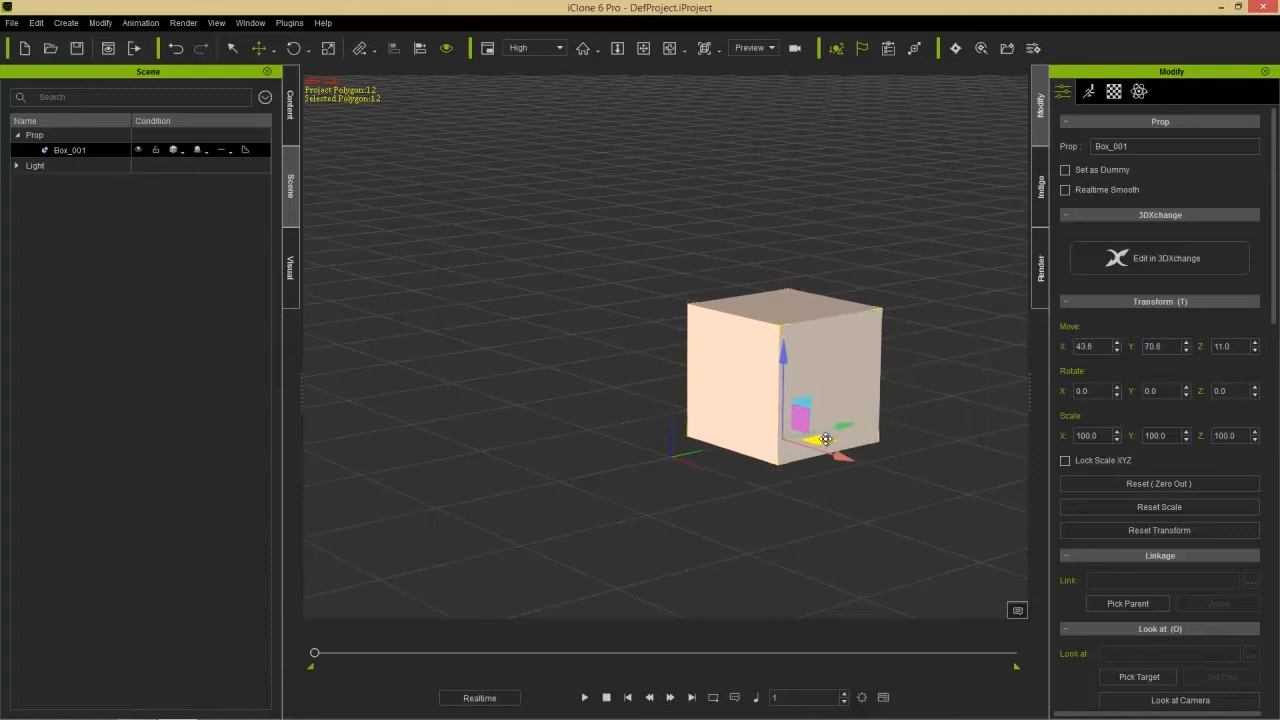 iClone 6 Pro - DefProject.iProject
File Edit Create Modify Animation Render View Window Plugins Help
High Preview
Scene
Search
Name Condition
Prop
Box_001
Light
Content
Scene
Visual
Project Polygon:12
Selected Polygon:12
Realtime
1
Modify
Indigo
Render
Modify
Prop
Prop : Box_001
Set as Dummy
Realtime Smooth
3DXchange
Edit in 3DXchange
Transform (T)
Move:
X: 43.6 Y: 70.6 Z: 11.0
Rotate:
X: 0.0 Y: 0.0 Z: 0.0
Scale:
X: 100.0 Y: 100.0 Z: 100.0
Lock Scale XYZ
Reset ( Zero Out )
Reset Scale
Reset Transform
Linkage
Link:
Pick Parent
Look at (O)
Look at :
Pick Target Set Free
Look at Camera